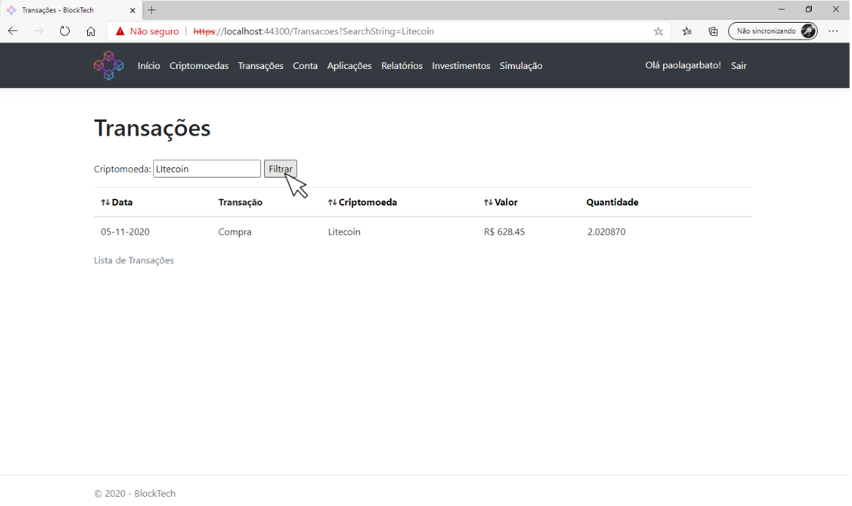 Transações - BlockTech
Não seguro
https://localhost:44300/Transacoes?SearchString=Litecoin
Não sincronizando
Início Criptomoedas Transações Conta Aplicações Relatórios Investimentos Simulação Olá paolagarbato! Sair
Transações
Criptomoeda: LItecoin Filtrar
Data Transação Criptomoeda Valor Quantidade
05-11-2020 Compra Litecoin R$ 628.45 2.020870
Lista de Transações
© 2020 - BlockTech